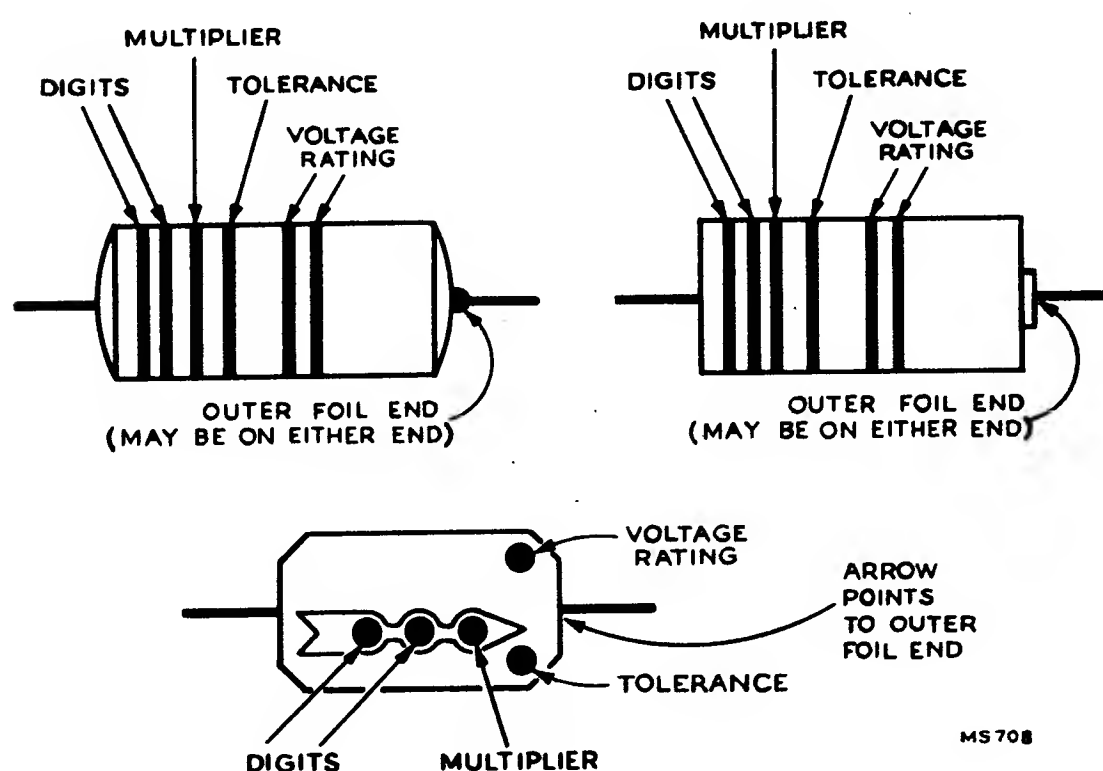 MULTIPLIER
DIGITS
TOLERANCE
VOLTAGE
RATING
OUTER FOIL END
(MAY BE ON EITHER END)
MULTIPLIER
DIGITS
TOLERANCE
VOLTAGE
RATING
OUTER FOIL END
(MAY BE ON EITHER END)
VOLTAGE
RATING
ARROW
POINTS
TO OUTER
FOIL END
TOLERANCE
DIGITS
MULTIPLIER
MS708